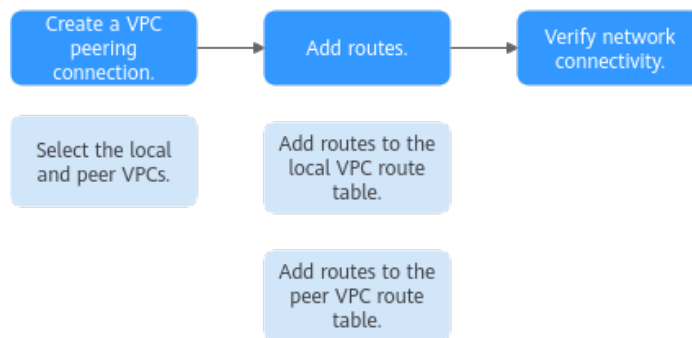 Create a VPC
peering
connection.
Add routes.
Verify network
connectivity.
Select the local
and peer VPCs.
Add routes to the
local VPC route
table.
Add routes to the
peer VPC route
table.